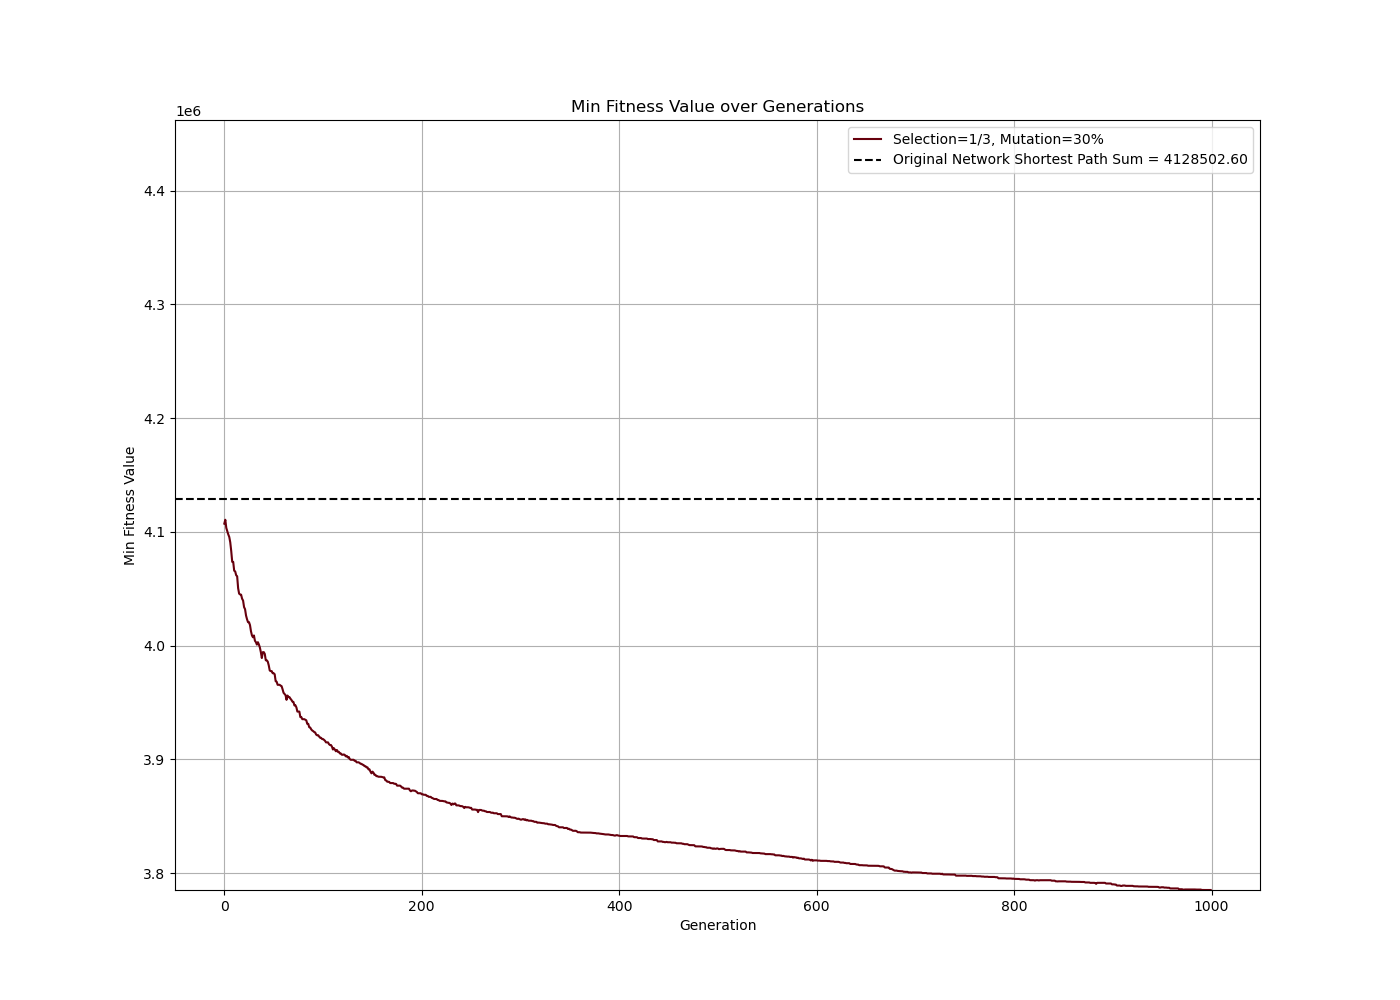 Min Fitness Value over Generations
1e6
Selection=1/3, Mutation=30%
Original Network Shortest Path Sum = 4128502.60
4.4
4.3
4.2
4.1
4.0
3.9
3.8
Min Fitness Value
0 200 400 600 800 1000
Generation